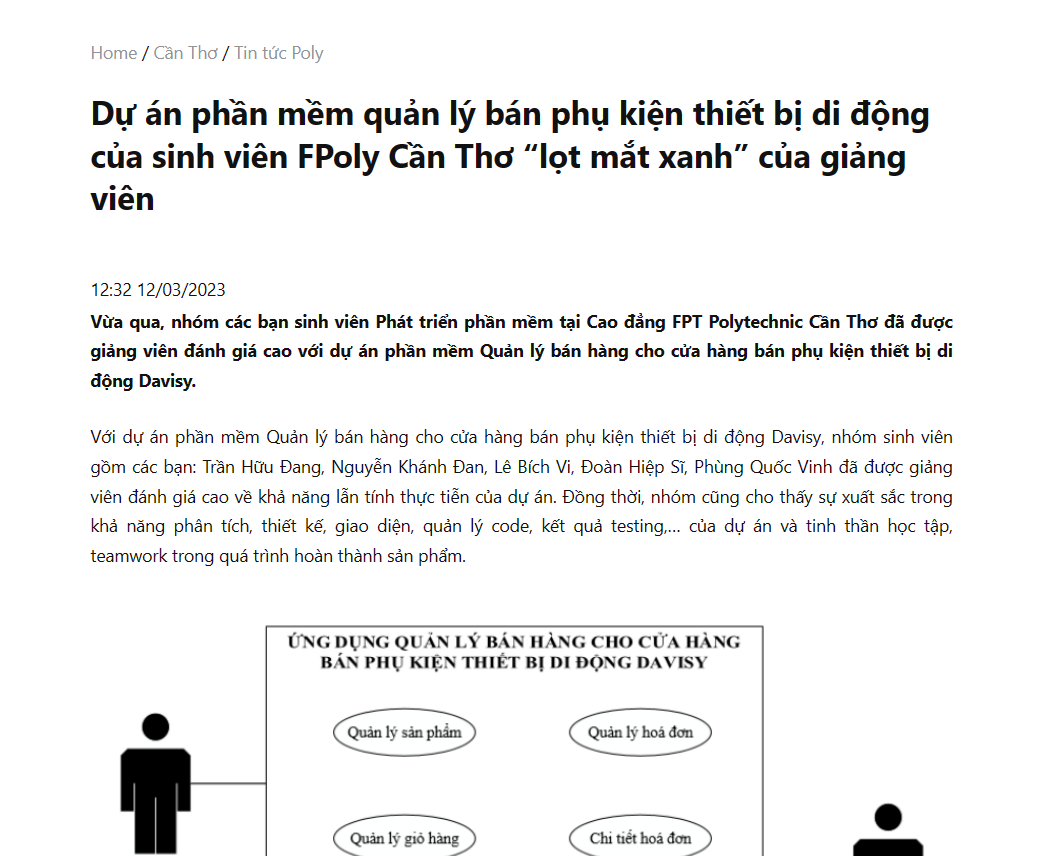 Home / Cần Thơ / Tin tức Poly
Dự án phần mềm quản lý bán phụ kiện thiết bị di động
của sinh viên FPoly Cần Thơ “lọt mắt xanh” của giảng
viên
12:32 12/03/2023
Vừa qua, nhóm các bạn sinh viên Phát triển phần mềm tại Cao đẳng FPT Polytechnic Cần Thơ đã được
giảng viên đánh giá cao với dự án phần mềm Quản lý bán hàng cho cửa hàng bán phụ kiện thiết bị di
động Davisy.
Với dự án phần mềm Quản lý bán hàng cho cửa hàng bán phụ kiện thiết bị di động Davisy, nhóm sinh viên
gồm các bạn: Trần Hữu Đang, Nguyễn Khánh Đan, Lê Bích Vi, Đoàn Hiệp Sĩ, Phùng Quốc Vinh đã được giảng
viên đánh giá cao về khả năng lẫn tính thực tiễn của dự án. Đồng thời, nhóm cũng cho thấy sự xuất sắc trong
khả năng phân tích, thiết kế, giao diện, quản lý code, kết quả testing,… của dự án và tinh thần học tập,
teamwork trong quá trình hoàn thành sản phẩm.
ỨNG DỤNG QUẢN LÝ BÁN HÀNG CHO CỬA HÀNG
BÁN PHỤ KIỆN THIẾT BỊ DI ĐỘNG DAVISY
Quản lý sản phẩm
Quản lý hoá đơn
Quản lý giỏ hàng
Chi tiết hoá đơn